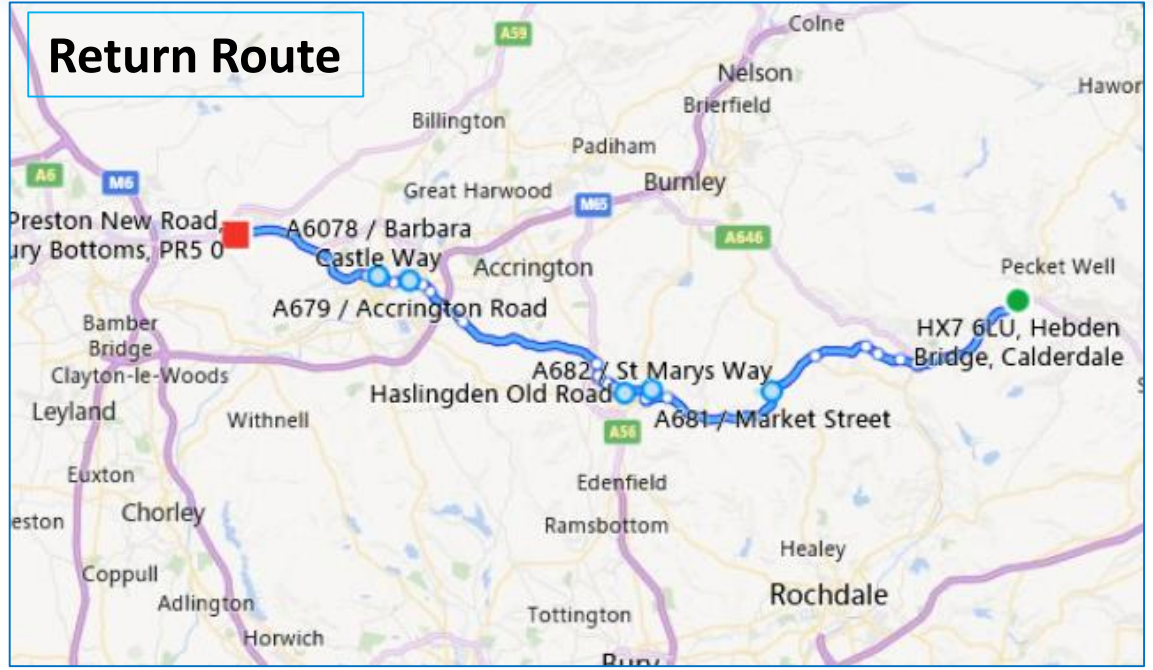 Return Route
A59
Colne
Nelson
Brierfield
Hawor
Billington
Padiham
A6
M6
Great Harwood
M65
Burnley
Preston New Road,
ury Bottoms, PR5 0
A6078 / Barbara
Castle Way
A646
Accrington
Pecket Well
A679 / Accrington Road
Bamber
Bridge
HX7 6LU, Hebden
Bridge, Calderdale
Clayton-le-Woods
A682 / St Marys Way
Haslingden Old Road
Leyland
Withnell
A681 / Market Street
A56
Euxton
Edenfield
eston
Chorley
Ramsbottom
Healey
Coppull
Adlington
Rochdale
Tottington
Horwich
Bury